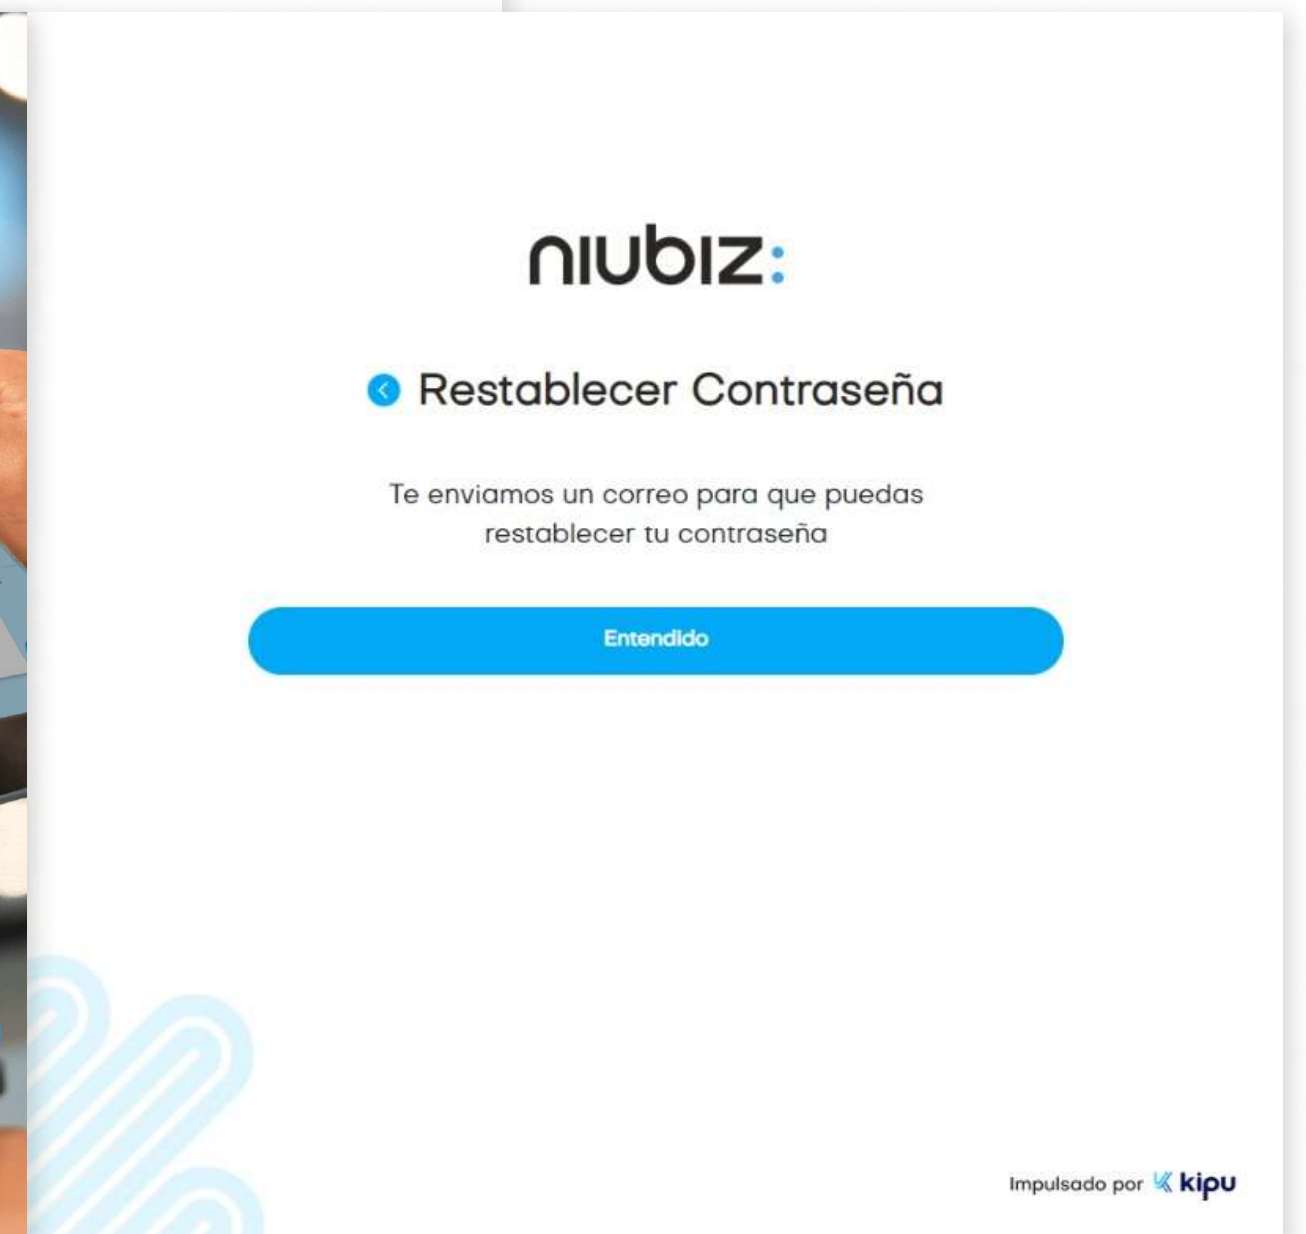 niubiz:
Restablecer Contraseña
Te enviamos un correo para que puedas
restablecer tu contraseña
Entendido
Impulsado por kipu